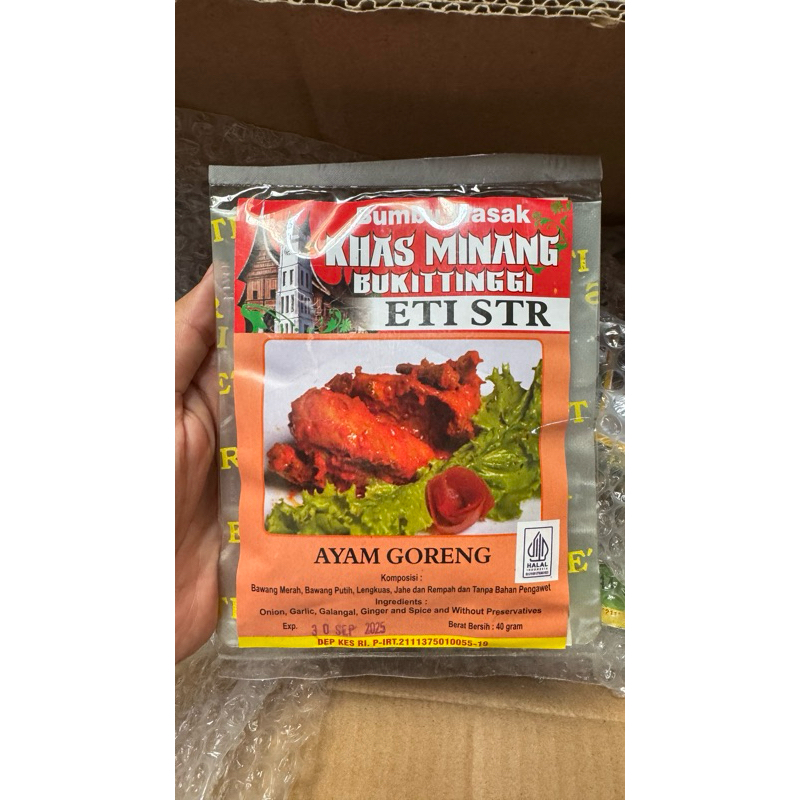 Bumbu Masak
KHAS MINANG
BUKITTINGGI
ETI STR
HALAL
INDONESIA
AYAM GORENG
Komposisi :
Bawang Merah, Bawang Putih, Lengkuas, Jahe dan Rempah dan Tanpa Bahan Pengawet
Ingredients :
Onion, Garlic, Galangal, Ginger and Spice and Without Preservatives
Exp. 30 SEP 2025
Berat Bersih : 40 gram
DEP KES RI. P-IRT.2111375010055-19